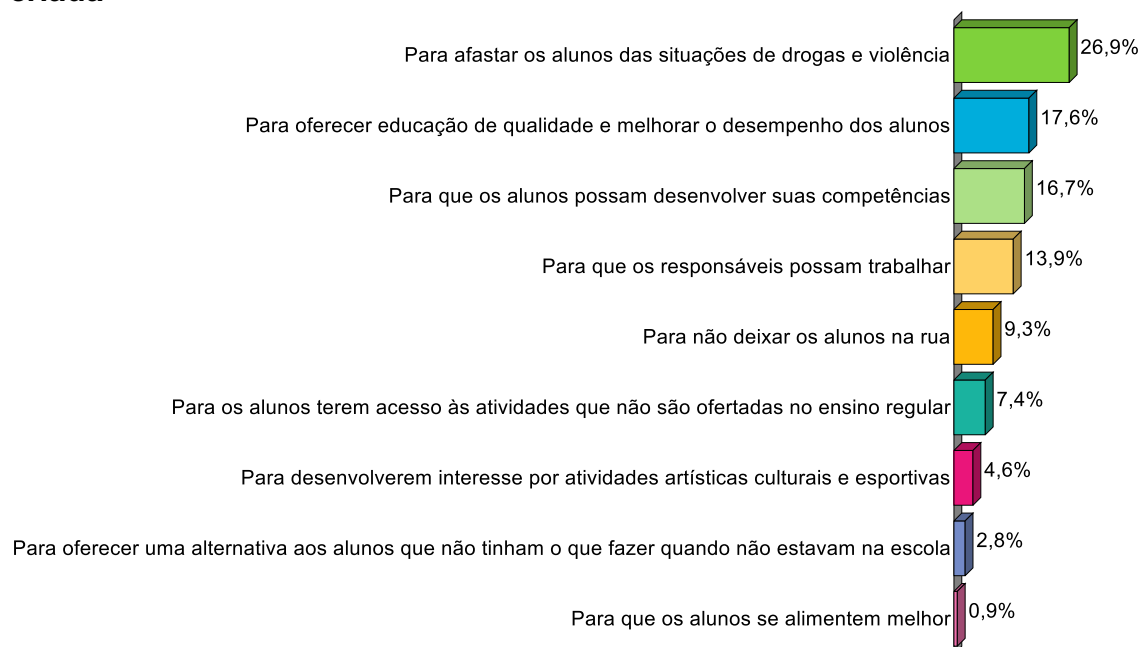 Para afastar os alunos das situações de drogas e violência 26,9%
Para oferecer educação de qualidade e melhorar o desempenho dos alunos 17,6%
Para que os alunos possam desenvolver suas competências 16,7%
Para que os responsáveis possam trabalhar 13,9%
Para não deixar os alunos na rua 9,3%
Para os alunos terem acesso às atividades que não são ofertadas no ensino regular 7,4%
Para desenvolverem interesse por atividades artísticas culturais e esportivas 4,6%
Para oferecer uma alternativa aos alunos que não tinham o que fazer quando não estavam na escola 2,8%
Para que os alunos se alimentem melhor 0,9%